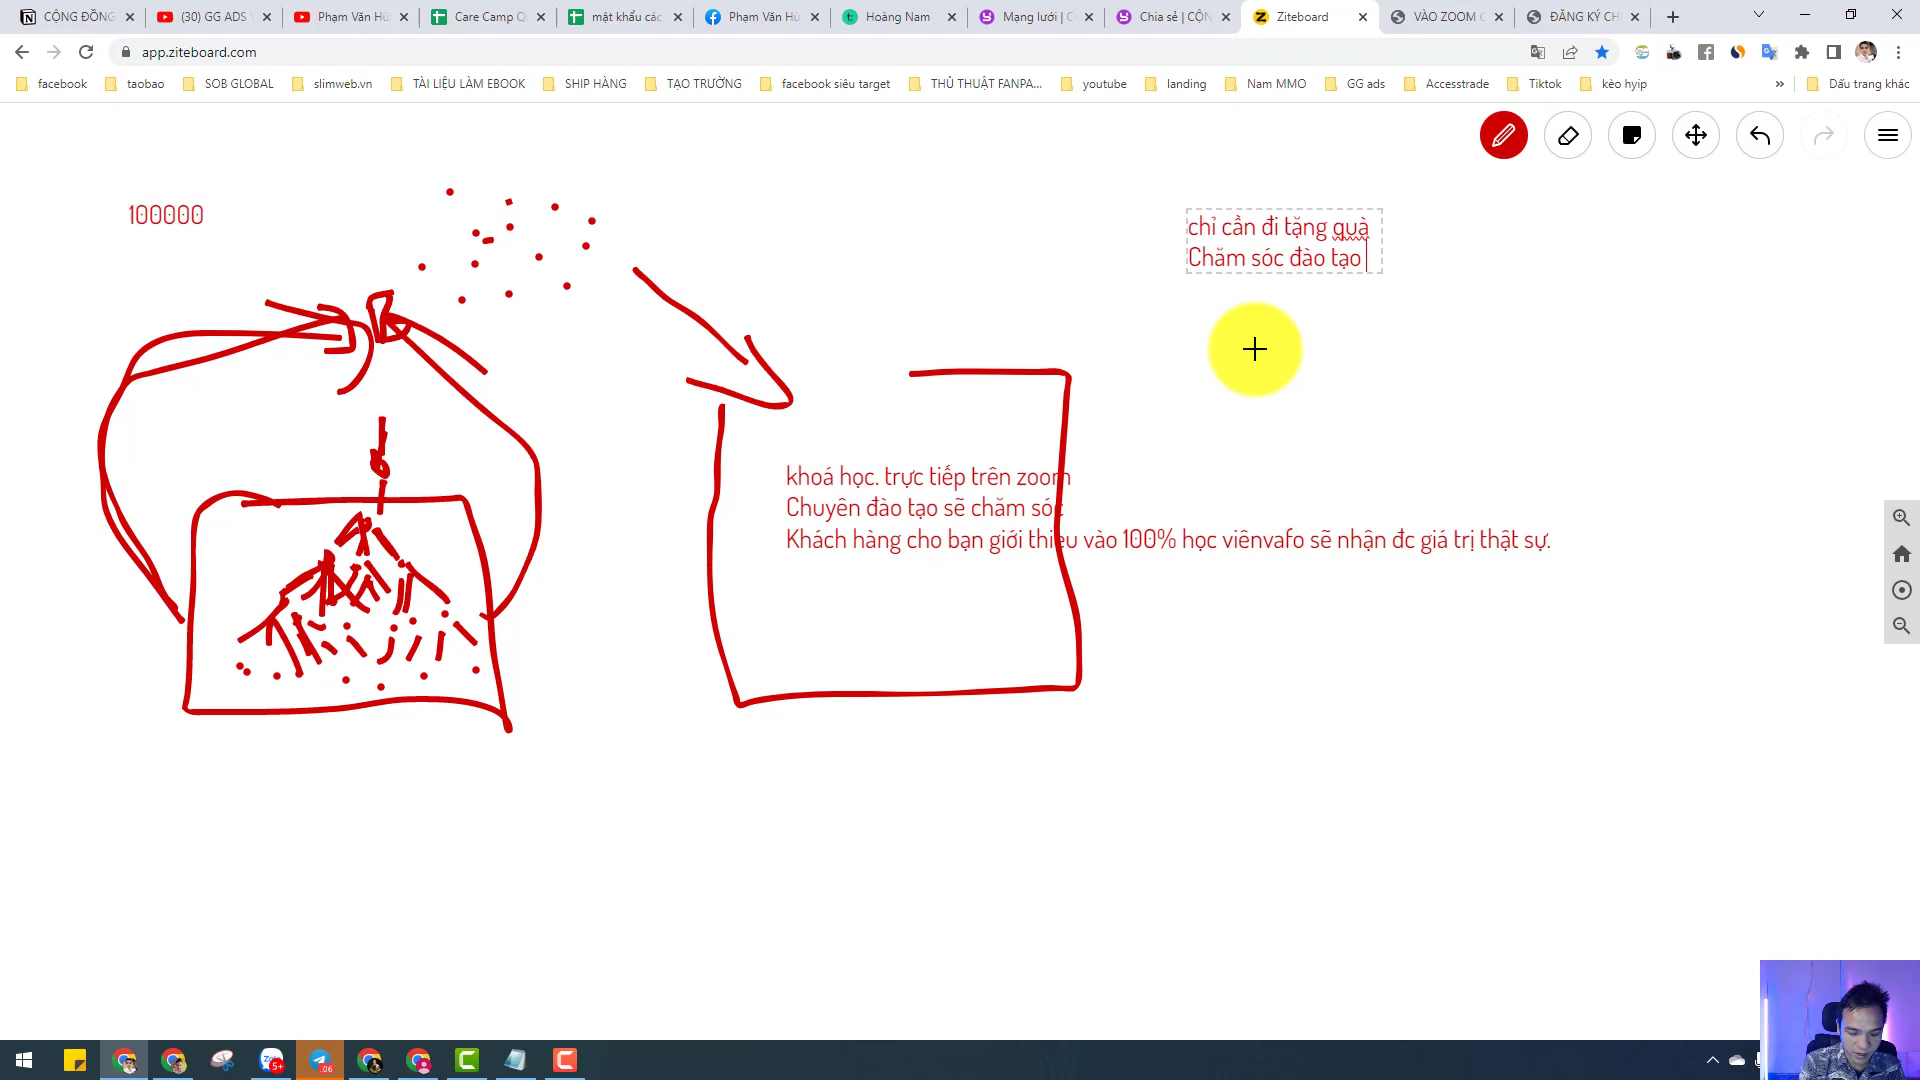 CỘNG ĐỒNG
(30) GG ADS
Phạm Văn Hù
Care Camp Q
mật khẩu các
Phạm Văn Hù
Hoàng Nam
Mạng lưới | C
Chia sẻ | CỘN
Ziteboard
VÀO ZOOM C
ĐĂNG KÝ CH
app.ziteboard.com
facebook
taobao
SOB GLOBAL
slimweb.vn
TÀI LIỆU LÀM EBOOK
SHIP HÀNG
TẠO TRƯỜNG
facebook siêu target
THỦ THUẬT FANPA...
youtube
landing
Nam MMO
GG ads
Accesstrade
Tiktok
kèo hyip
»
Dấu trang khác
100000
chỉ cần đi tặng quà
Chăm sóc đào tạo
khoá học. trực tiếp trên zoom
Chuyên đào tạo sẽ chăm sóc
Khách hàng cho bạn giới thiệu vào 100% học viênvafo sẽ nhận đc giá trị thật sự.